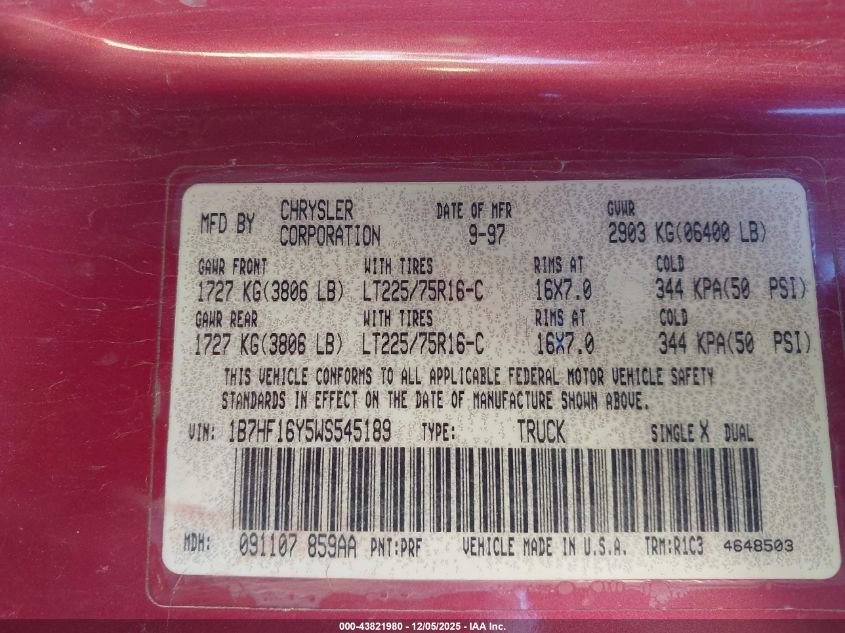 MFD BY CHRYSLER CORPORATION DATE OF MFR 9-97 GVWR 2903 KG(06400 LB)
GAWR FRONT WITH TIRES RIMS AT COLD
1727 KG(3806 LB) LT225/75R16-C 16X7.0 344 KPA(50 PSI)
GAWR REAR WITH TIRES RIMS AT COLD
1727 KG(3806 LB) LT225/75R16-C 16X7.0 344 KPA(50 PSI)
THIS VEHICLE CONFORMS TO ALL APPLICABLE FEDERAL MOTOR VEHICLE SAFETY
STANDARDS IN EFFECT ON THE DATE OF MANUFACTURE SHOWN ABOVE.
VIN: 1B7HF16Y5WS545189 TYPE: TRUCK SINGLE X DUAL
MDH: 091107 859AA PNT:PRF VEHICLE MADE IN U.S.A. TRM:R1C3 4648503
000-43821980 - 12/05/2025 - IAA Inc.